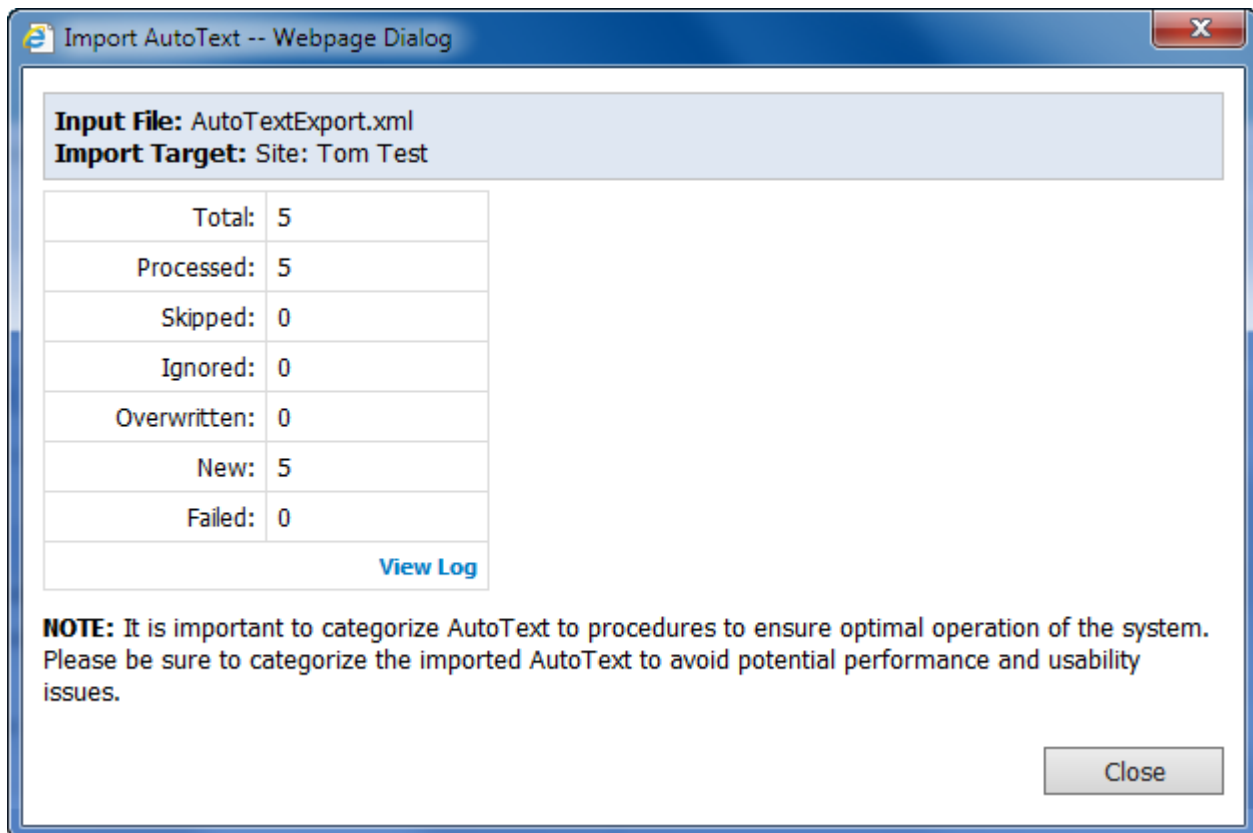 Import AutoText -- Webpage Dialog
Input File: AutoTextExport.xml
Import Target: Site: Tom Test
Total: 5
Processed: 5
Skipped: 0
Ignored: 0
Overwritten: 0
New: 5
Failed: 0
View Log
NOTE: It is important to categorize AutoText to procedures to ensure optimal operation of the system.
Please be sure to categorize the imported AutoText to avoid potential performance and usability
issues.
Close